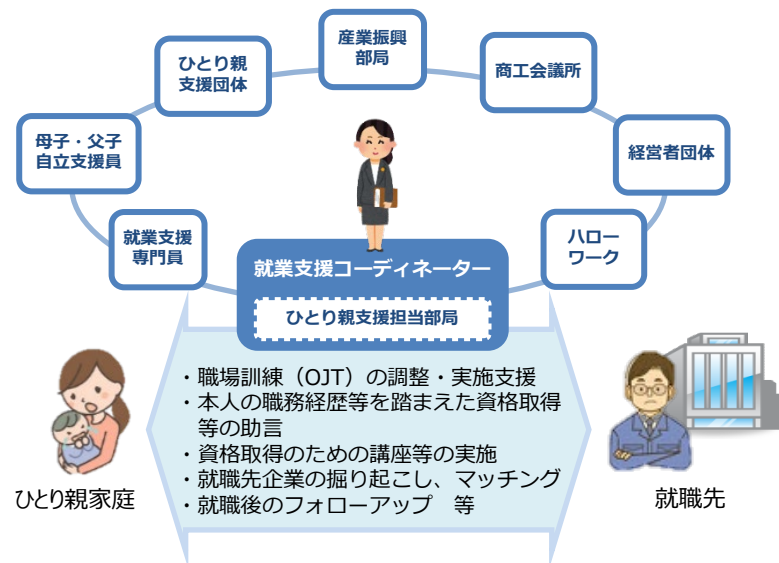 産業振興
部局
ひとり親
支援団体
商工会議所
母子・父子
自立支援員
経営者団体
就業支援
専門員
ハロー
ワーク
就業支援コーディネーター
ひとり親支援担当部局
・職場訓練（OJT）の調整・実施支援
・本人の職務経歴等を踏まえた資格取得
等の助言
・資格取得のための講座等の実施
・就職先企業の掘り起こし、マッチング
・就職後のフォローアップ　等
ひとり親家庭
就職先